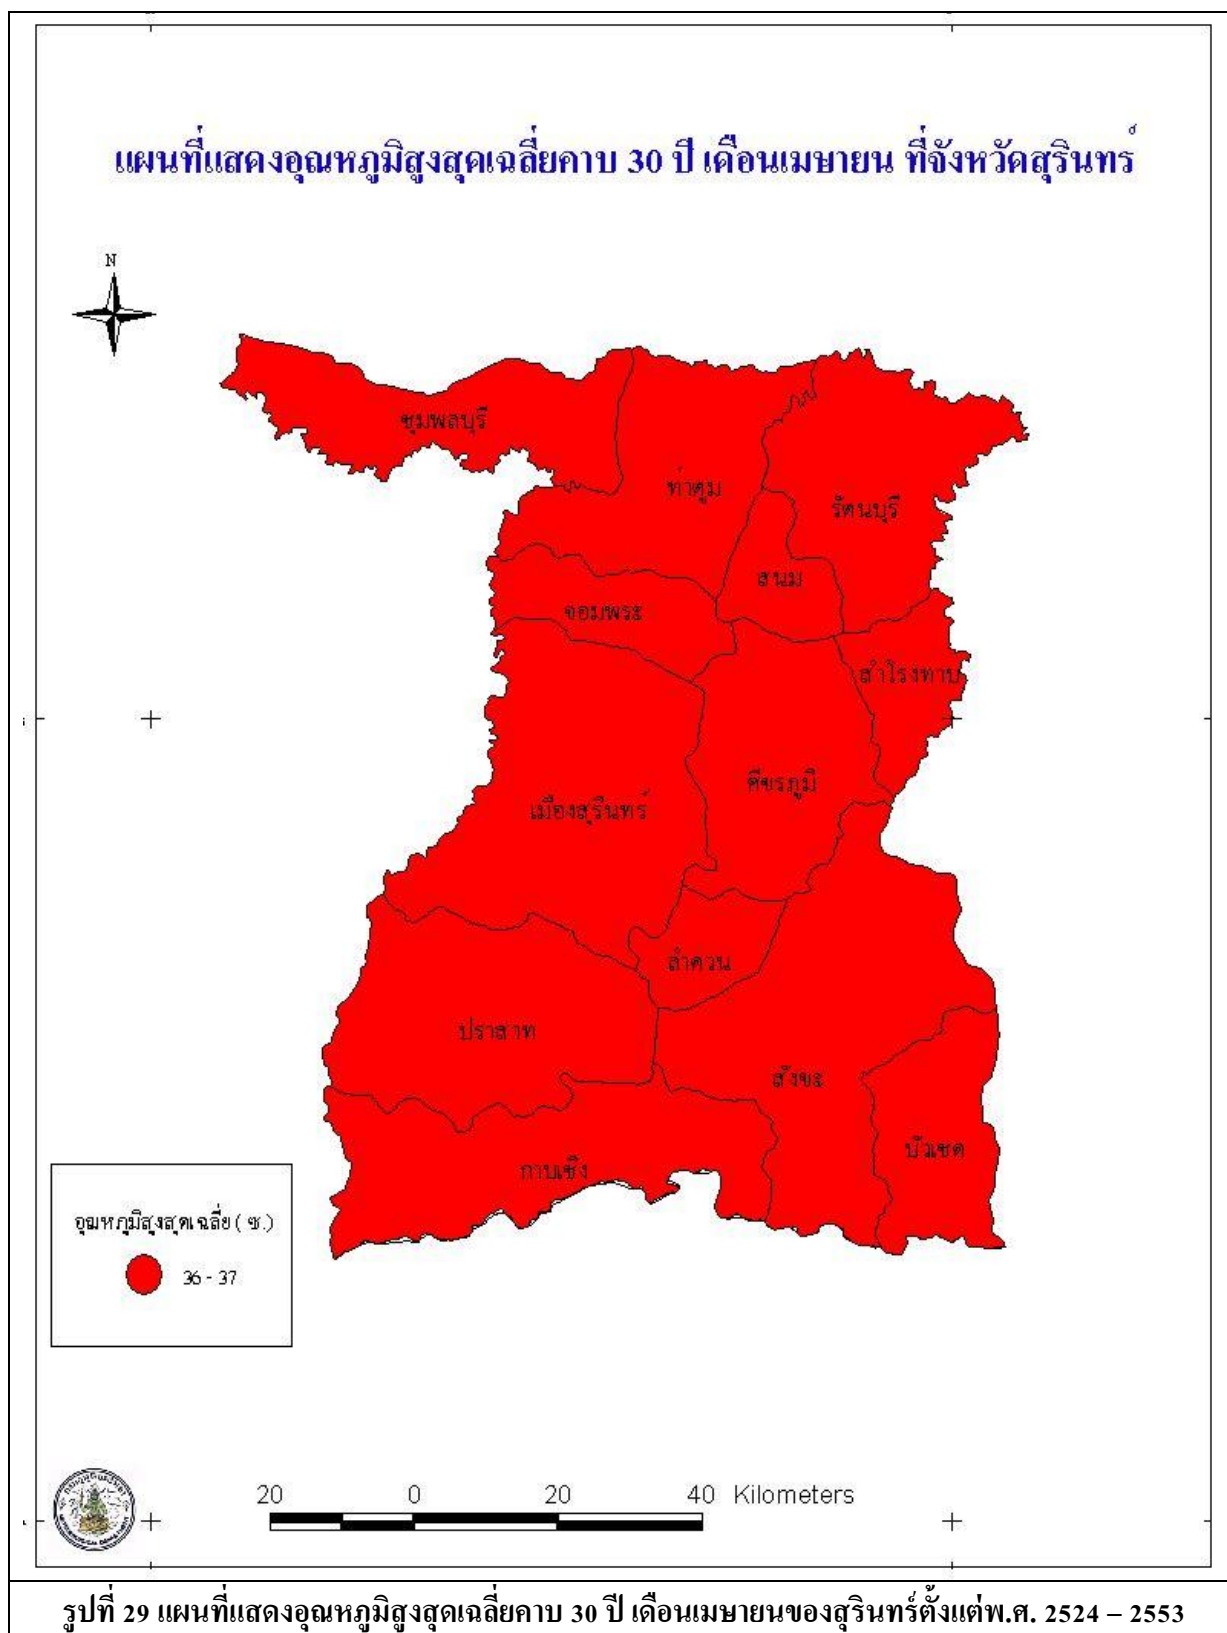 แผนที่แสดงอุณหภูมิสูงสุดเฉลี่ยคาบ 30 ปี เดือนเมษายน ที่จังหวัดสุรินทร์
N
ชุมพลบุรี
ท่าตูม
รัตนบุรี
สนม
จอมพระ
สำโรงทาบ
ศีขรภูมิ
เมืองสุรินทร์
ลำดวน
ปราสาท
สังขะ
บัวเชด
กาบเชิง
อุณหภูมิสูงสุดเฉลี่ย ( ซ.)
36 - 37
20 0 20 40 Kilometers
รูปที่ 29 แผนที่แสดงอุณหภูมิสูงสุดเฉลี่ยคาบ 30 ปี เดือนเมษายนของสุรินทร์ตั้งแต่พ.ศ. 2524 – 2553